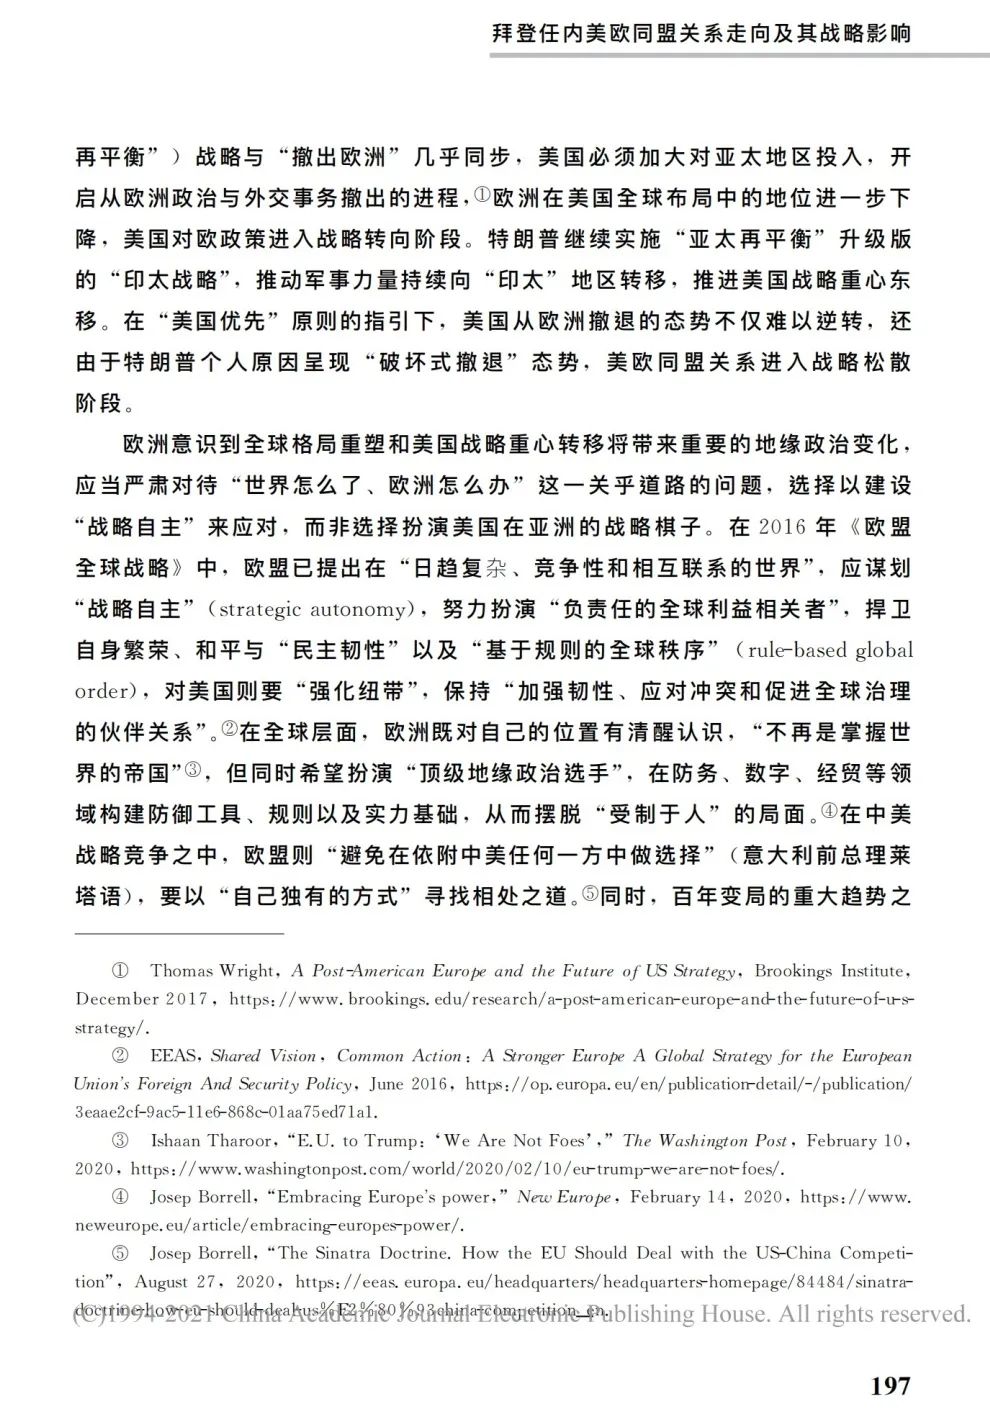 拜登任内美欧同盟关系走向及其战略影响
再平衡”）战略与“撤出欧洲”几乎同步，美国必须加大对亚太地区投入，开
启从欧洲政治与外交事务撤出的进程，①欧洲在美国全球布局中的地位进一步下
降，美国对欧政策进入战略转向阶段。特朗普继续实施“亚太再平衡”升级版
的“印太战略”，推动军事力量持续向“印太”地区转移，推进美国战略重心东
移。在“美国优先”原则的指引下，美国从欧洲撤退的态势不仅难以逆转，还
由于特朗普个人原因呈现“破坏式撤退”态势，美欧同盟关系进入战略松散
阶段。
欧洲意识到全球格局重塑和美国战略重心转移将带来重要的地缘政治变化，
应当严肃对待“世界怎么了、欧洲怎么办”这一关乎道路的问题，选择以建设
“战略自主”来应对，而非选择扮演美国在亚洲的战略棋子。在 2016 年《欧盟
全球战略》中，欧盟已提出在“日趋复杂、竞争性和相互联系的世界”，应谋划
“战略自主”（strategic autonomy），努力扮演“负责任的全球利益相关者”，捍卫
自身繁荣、和平与“民主韧性”以及“基于规则的全球秩序”（rule-based global
order），对美国则要“强化纽带”，保持“加强韧性、应对冲突和促进全球治理
的伙伴关系”。②在全球层面，欧洲既对自己的位置有清醒认识，“不再是掌握世
界的帝国”③，但同时希望扮演“顶级地缘政治选手”，在防务、数字、经贸等领
域构建防御工具、规则以及实力基础，从而摆脱“受制于人”的局面。④在中美
战略竞争之中，欧盟则“避免在依附中美任何一方中做选择”（意大利前总理莱
塔语），要以“自己独有的方式”寻找相处之道。⑤同时，百年变局的重大趋势之
① Thomas Wright, A Post-American Europe and the Future of US Strategy, Brookings Institute,
December 2017, https://www.brookings.edu/research/a-post-american-europe-and-the-future-of-u-s-
strategy/.
② EEAS, Shared Vision, Common Action: A Stronger Europe A Global Strategy for the European
Union's Foreign And Security Policy, June 2016, https://op.europa.eu/en/publication-detail/-/publication/
3eaae2cf-9ac5-11e6-868c-01aa75ed71a1.
③ Ishaan Tharoor, “E.U. to Trump: ‘We Are Not Foes’,” The Washington Post, February 10,
2020, https://www.washingtonpost.com/world/2020/02/10/eu-trump-we-are-not-foes/.
④ Josep Borrell, “Embracing Europe's power,” New Europe, February 14, 2020, https://www.
neweurope.eu/article/embracing-europes-power/.
⑤ Josep Borrell, “The Sinatra Doctrine. How the EU Should Deal with the US-China Competi-
tion”, August 27, 2020, https://eeas.europa.eu/headquarters/headquarters-homepage/84484/sinatra-
doctrine-how-eu-should-deal-us%E2%80%93china-competition_en.
(C)1994-2021 China Academic Journal Electronic Publishing House. All rights reserved.
197